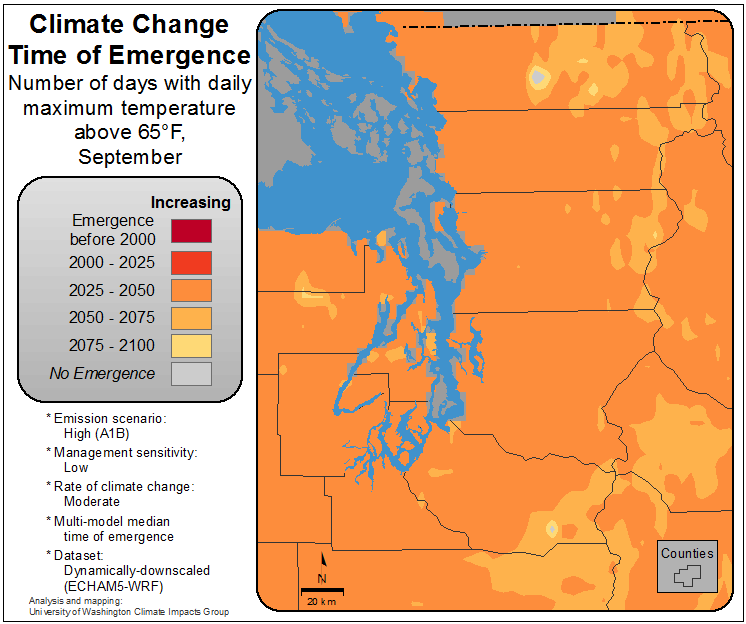 Climate Change
Time of Emergence
Number of days with daily
maximum temperature
above 65°F,
September
Increasing
Emergence
before 2000
2000 - 2025
2025 - 2050
2050 - 2075
2075 - 2100
No Emergence
* Emission scenario:
High (A1B)
* Management sensitivity:
Low
* Rate of climate change:
Moderate
* Multi-model median
time of emergence
* Dataset:
Dynamically-downscaled
(ECHAM5-WRF)
Analysis and mapping:
University of Washington Climate Impacts Group
N
20 km
Counties